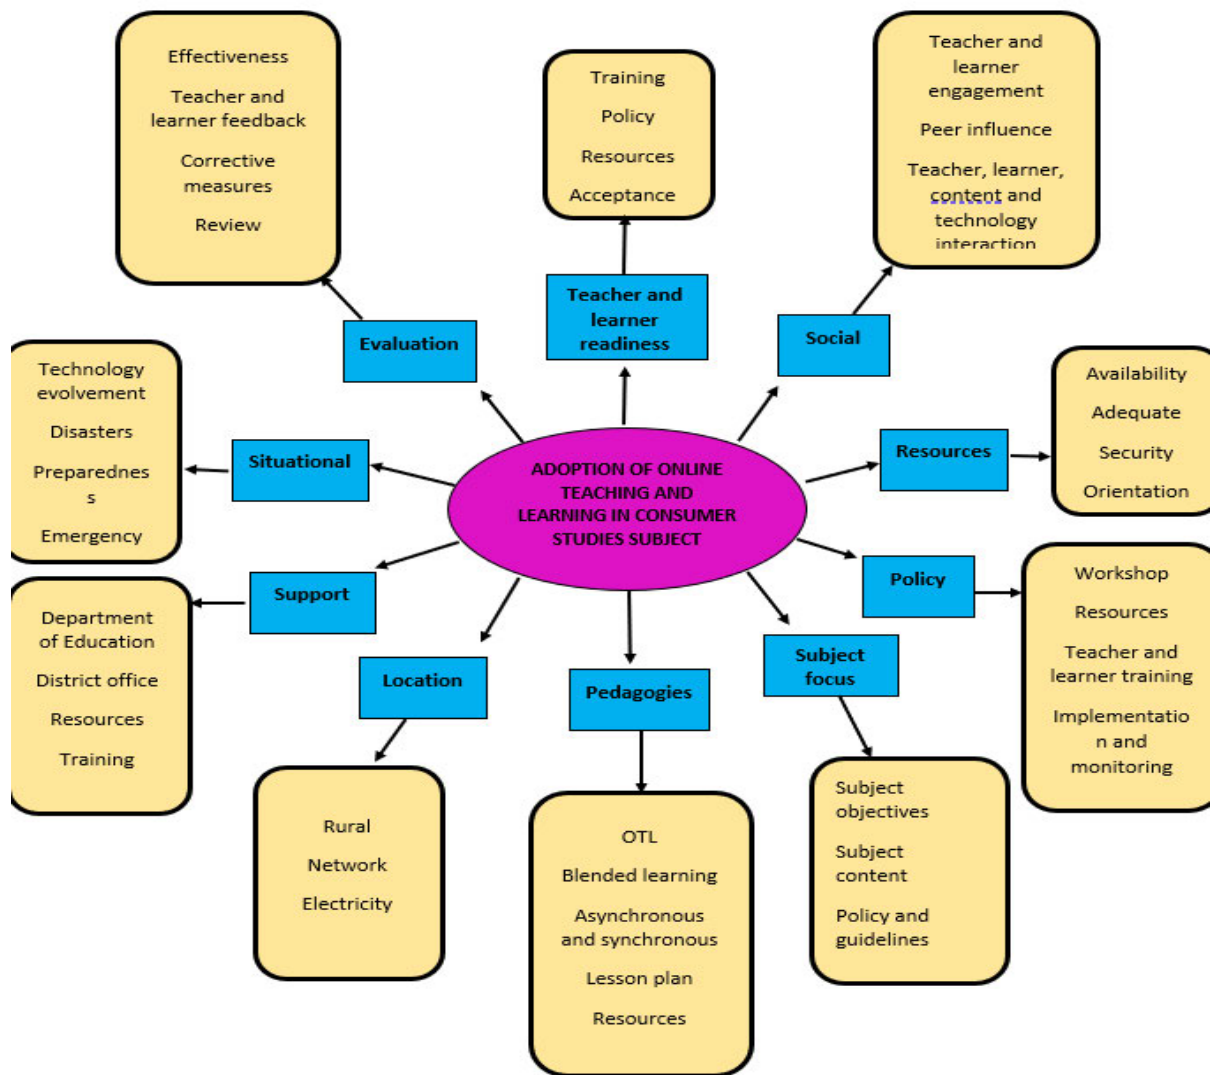 Effectiveness
Teacher and
learner feedback
Corrective
measures
Review
Training
Policy
Resources
Acceptance
Teacher and
learner
engagement
Peer influence
Teacher, learner,
content and
technology
interaction
Evaluation
Teacher and
learner
readiness
Social
Technology
evolvement
Disasters
Preparednes
s
Emergency
Situational
ADOPTION OF ONLINE
TEACHING AND
LEARNING IN CONSUMER
STUDIES SUBJECT
Resources
Availability
Adequate
Security
Orientation
Department
of Education
District office
Resources
Training
Support
Policy
Workshop
Resources
Teacher and
learner training
Implementatio
n and
monitoring
Location
Pedagogies
Subject
focus
Rural
Network
Electricity
OTL
Blended learning
Asynchronous
and synchronous
Lesson plan
Resources
Subject
objectives
Subject
content
Policy and
guidelines